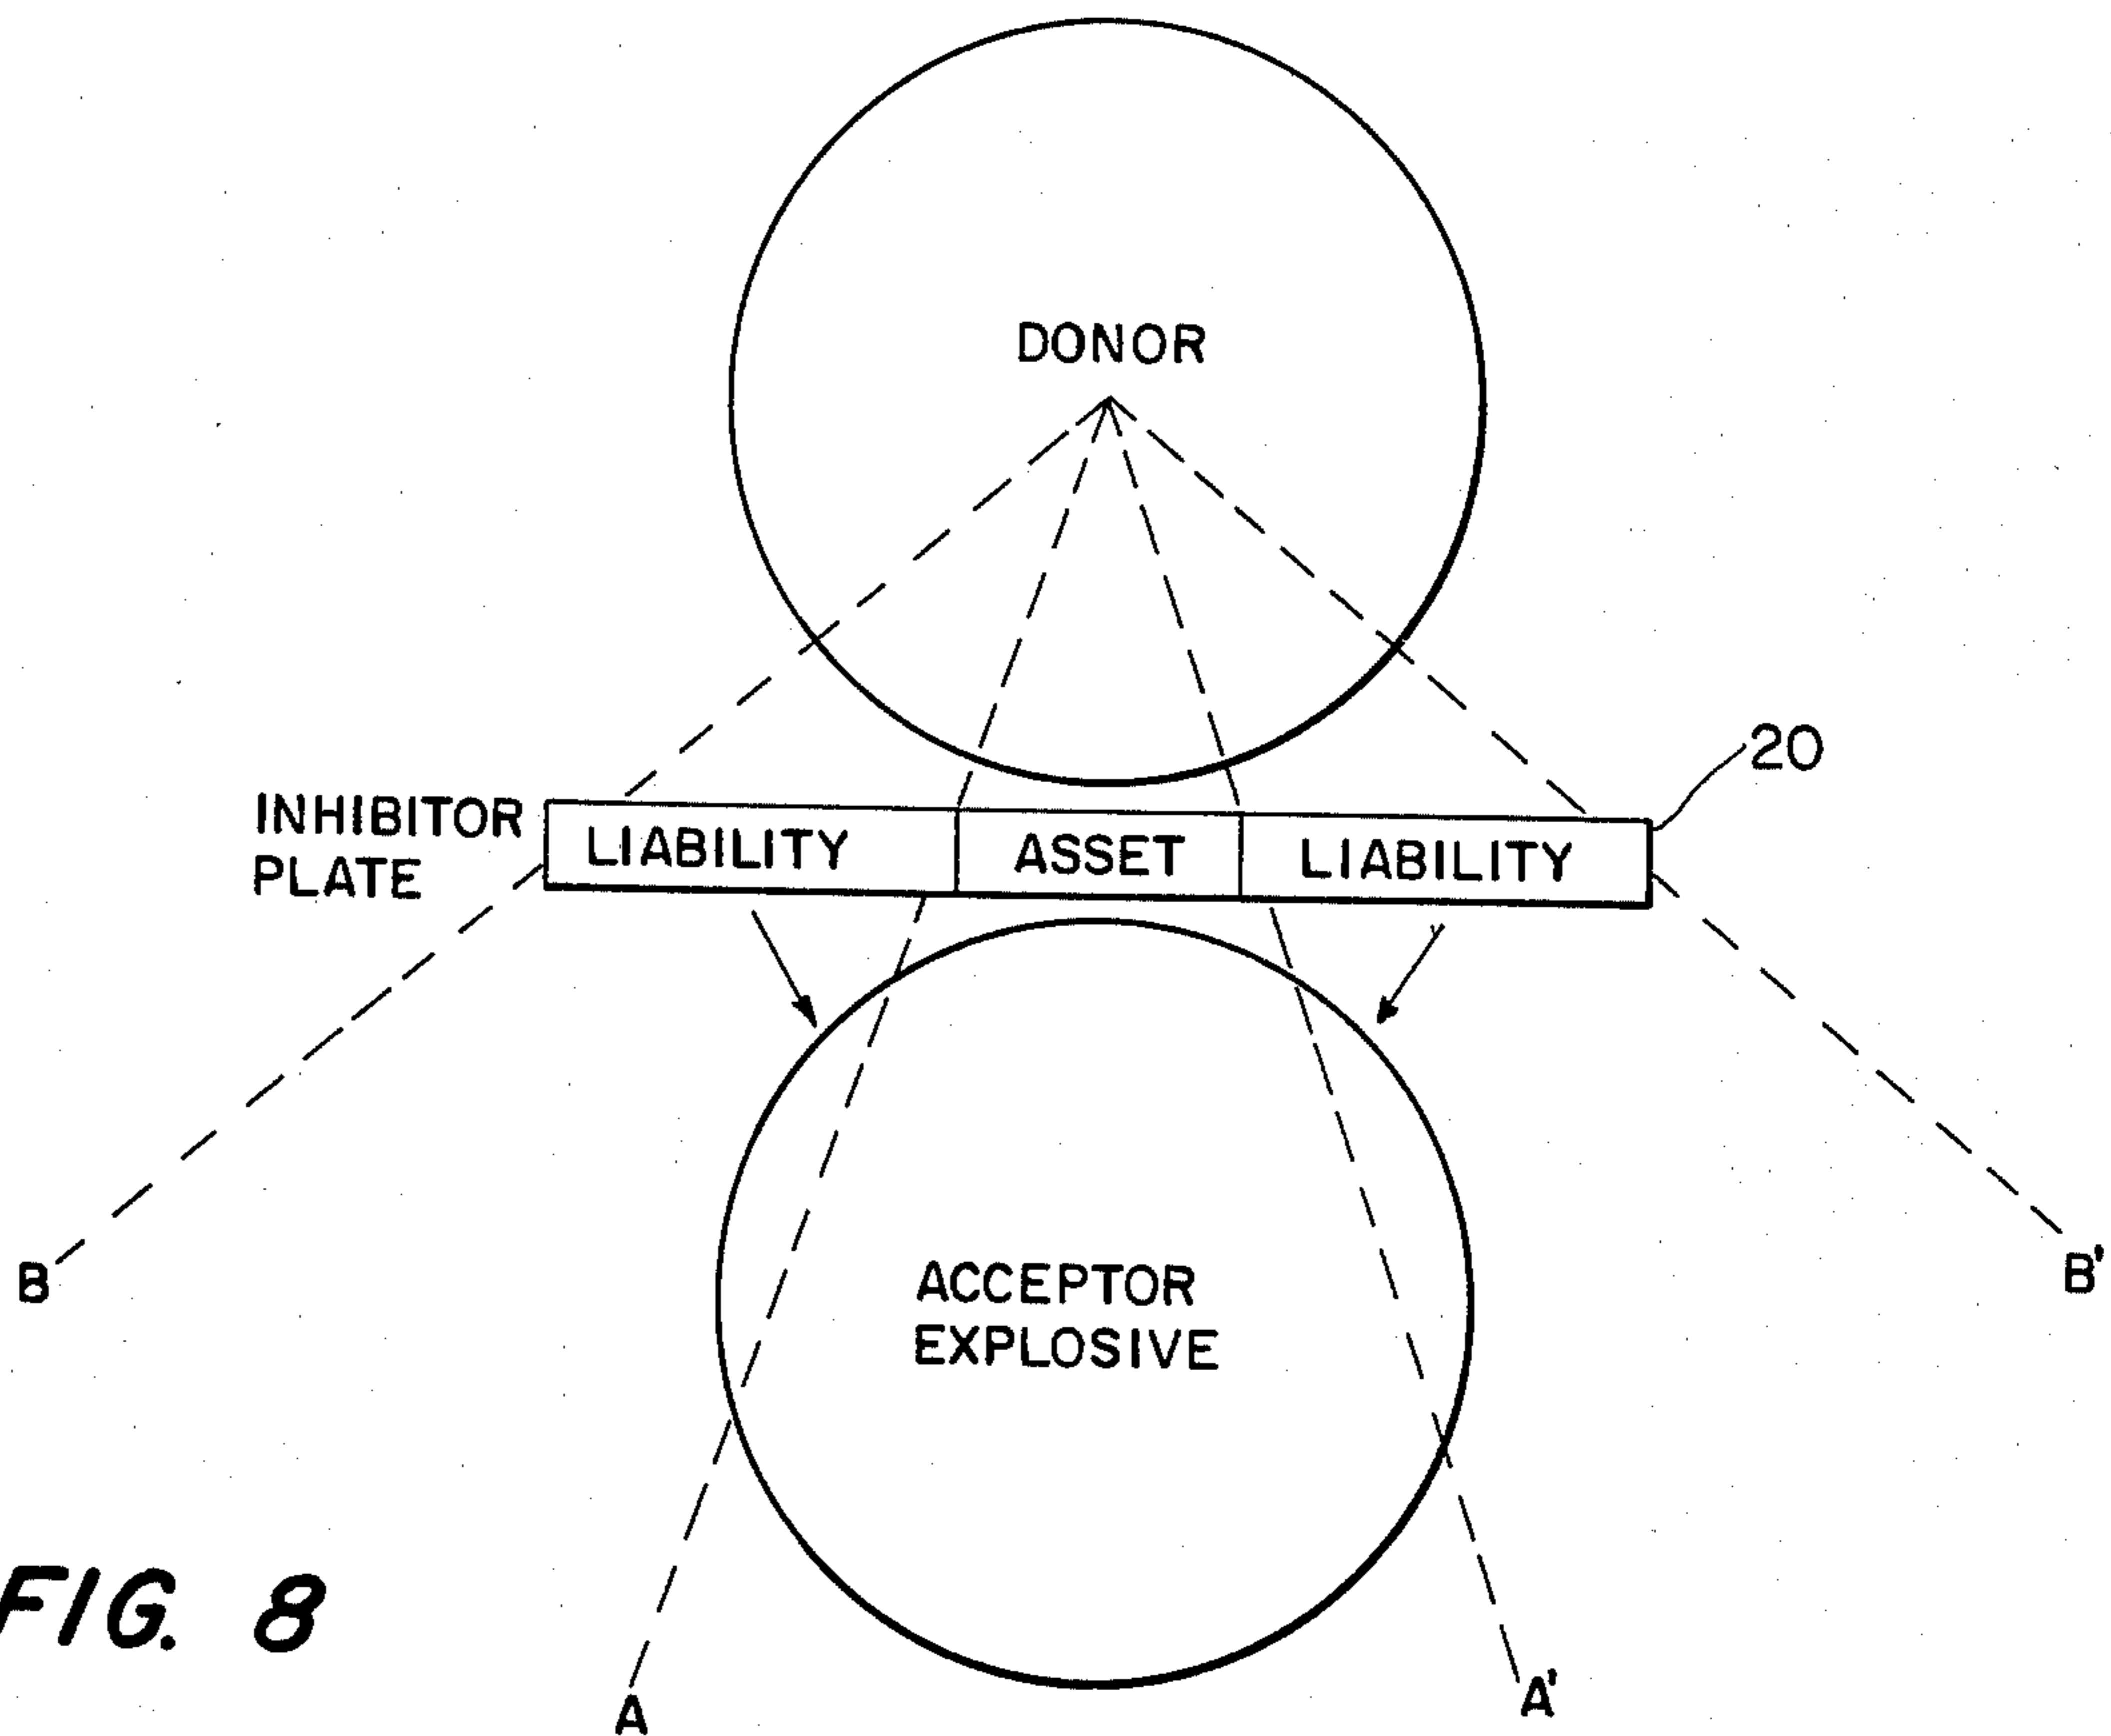 DONOR
20
INHIBITOR
PLATE
LIABILITY ASSET LIABILITY
B
B'
ACCEPTOR
EXPLOSIVE
FIG. 8
A
A'